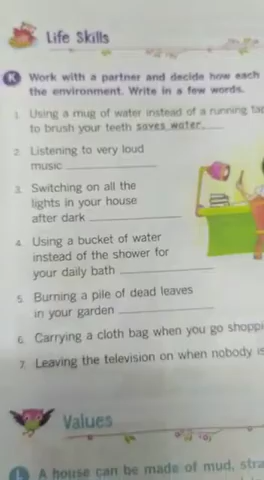 Life Skills
K Work with a partner and decide how each
the environment. Write in a few words.
1. Using a mug of water instead of a running tap
to brush your teeth saves water.
2. Listening to very loud
music
3. Switching on all the
lights in your house
after dark
4. Using a bucket of water
instead of the shower for
your daily bath
5. Burning a pile of dead leaves
in your garden
6. Carrying a cloth bag when you go shoppi
7. Leaving the television on when nobody is
Values
L A house can be made of mud, stra